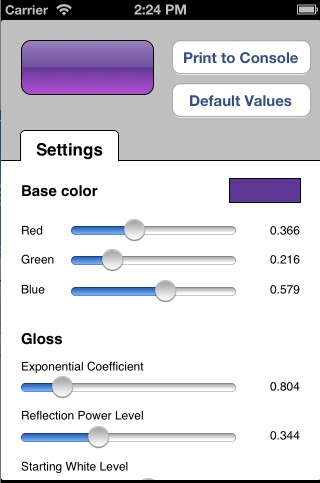 Carrier 2:24 PM
Print to Console
Default Values
Settings
Base color
Red 0.366
Green 0.216
Blue 0.579
Gloss
Exponential Coefficient
0.804
Reflection Power Level
0.344
Starting White Level